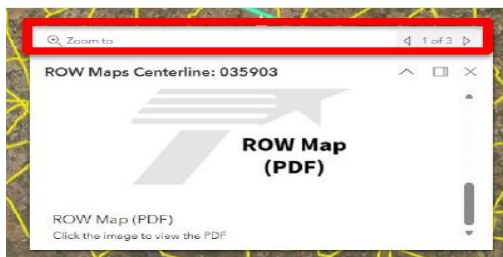 Zoom to
1 of 3
ROW Maps Centerline: 035903
ROW Map
(PDF)
ROW Map (PDF)
Click the image to view the PDF